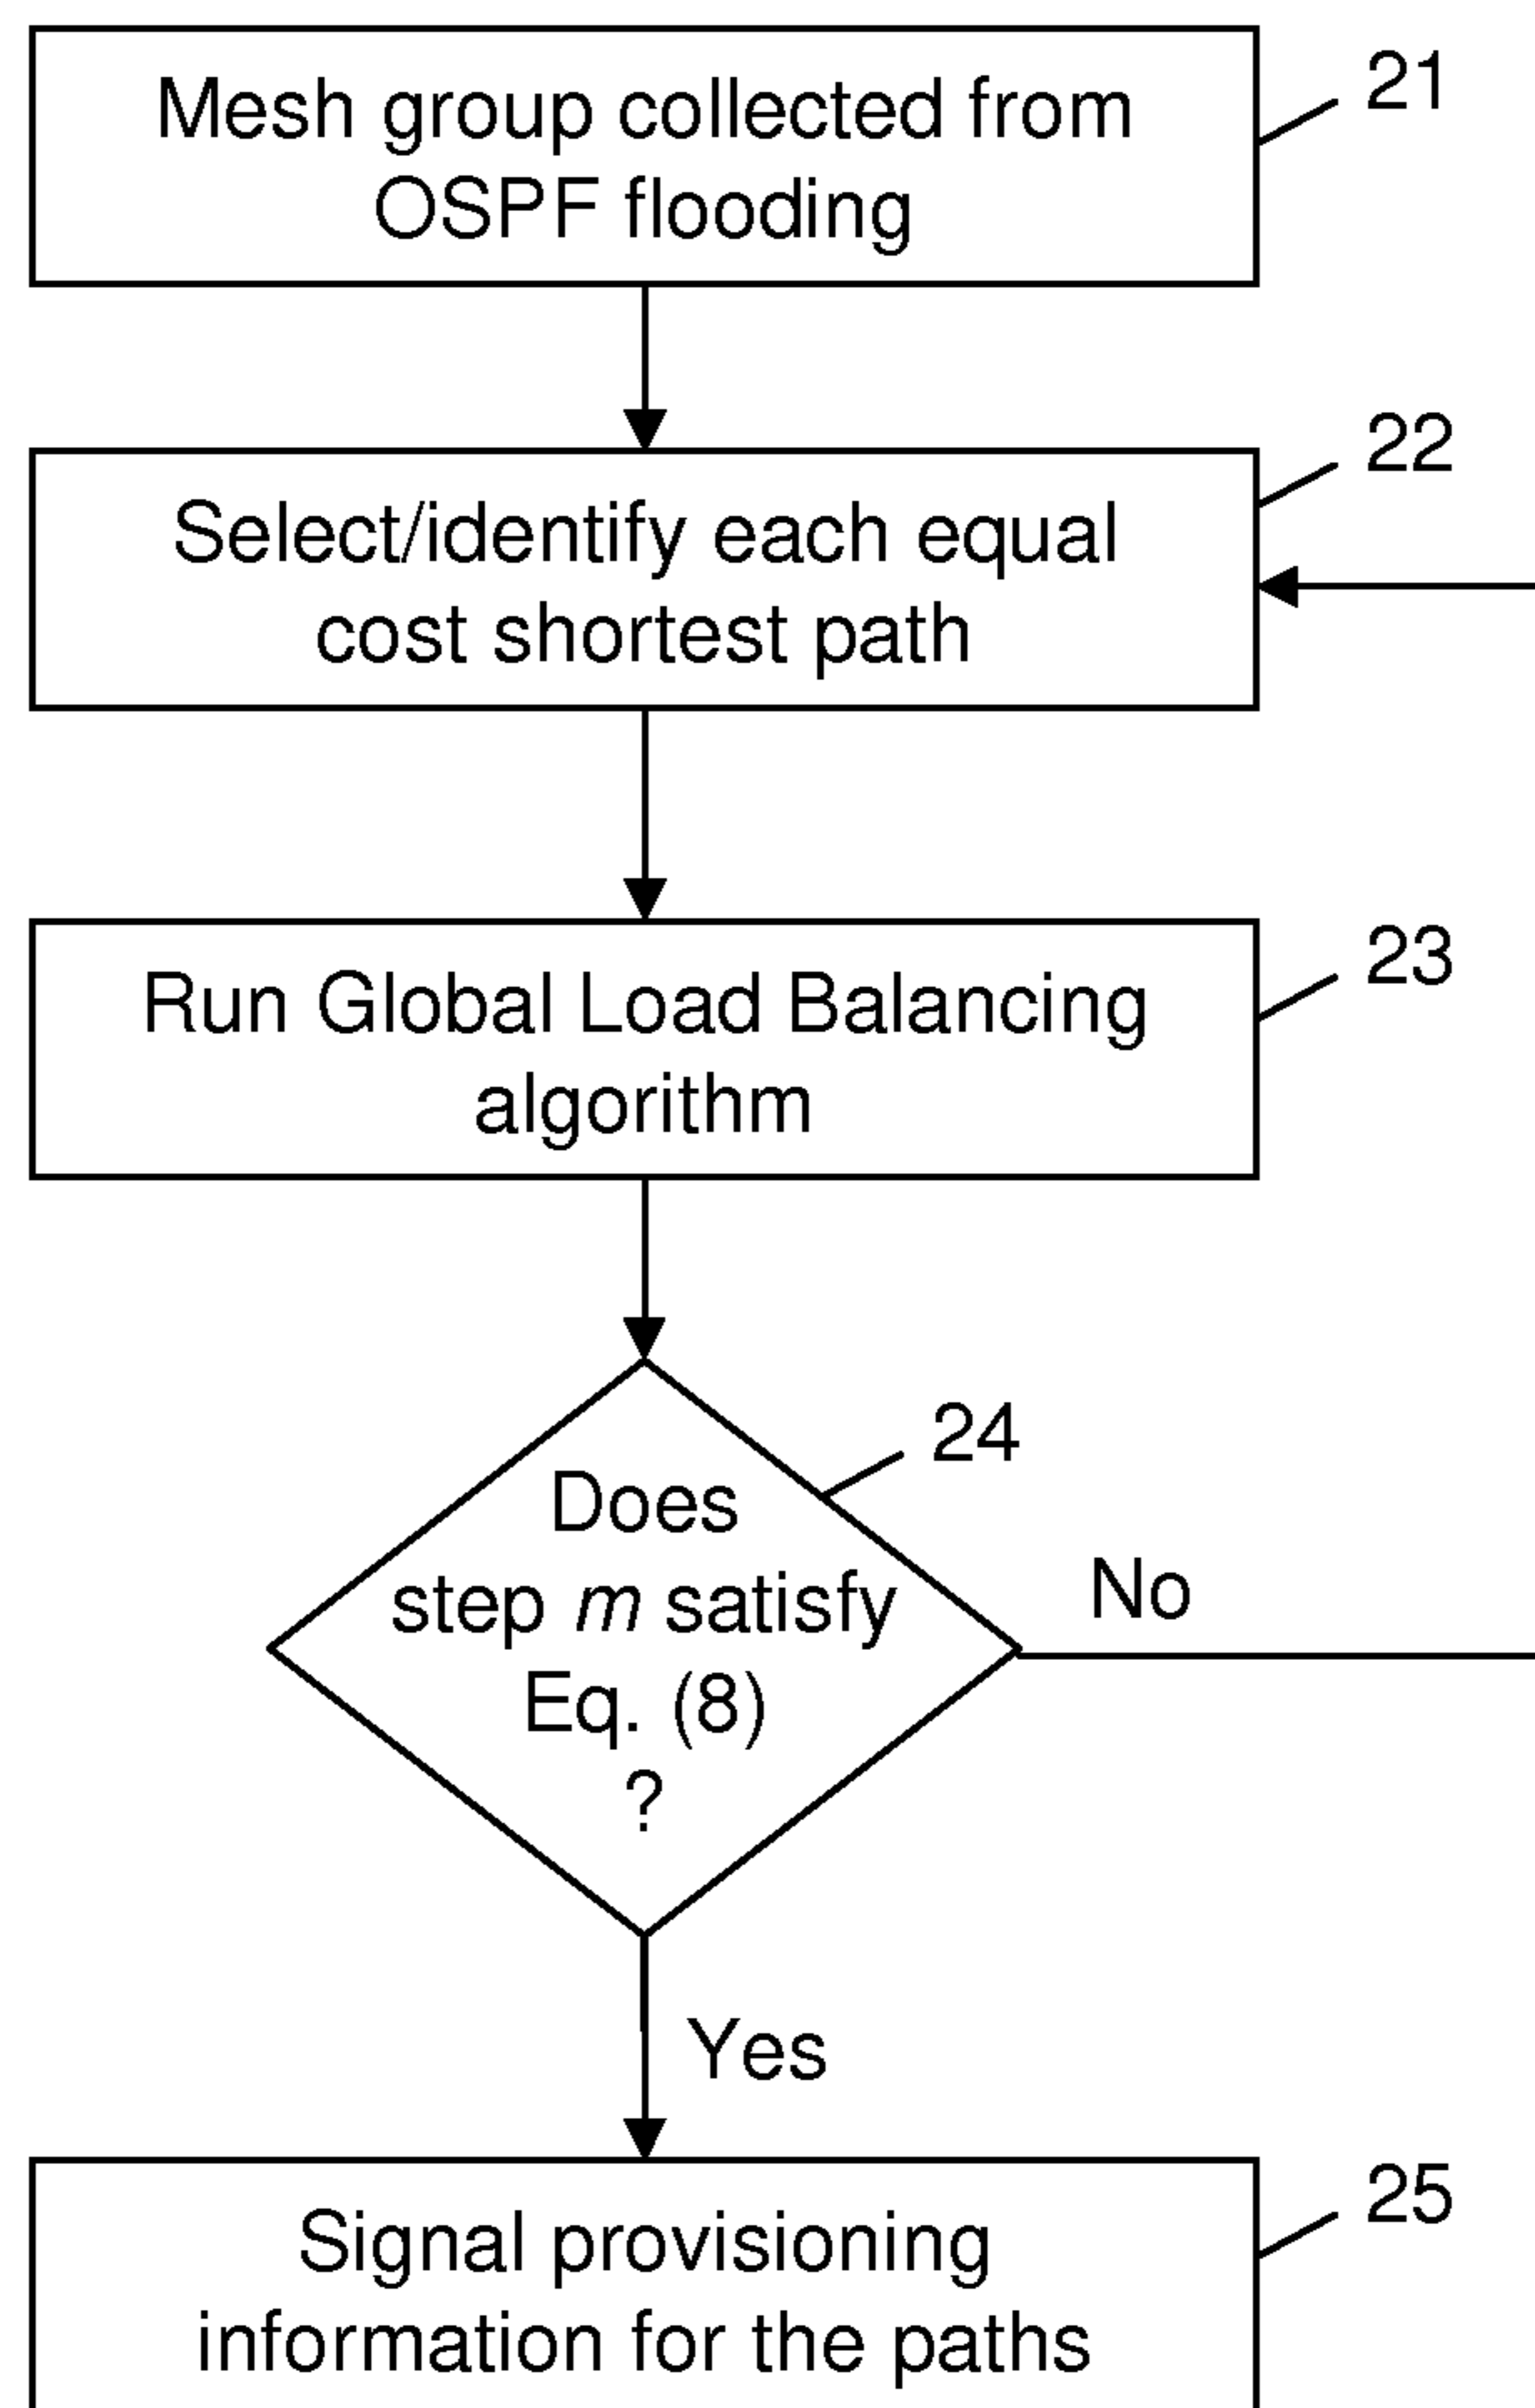 Mesh group collected from
OSPF flooding
21
Select/identify each equal
cost shortest path
22
Run Global Load Balancing
algorithm
23
Does
step m satisfy
Eq. (8)
?
24
No
Yes
Signal provisioning
information for the paths
25